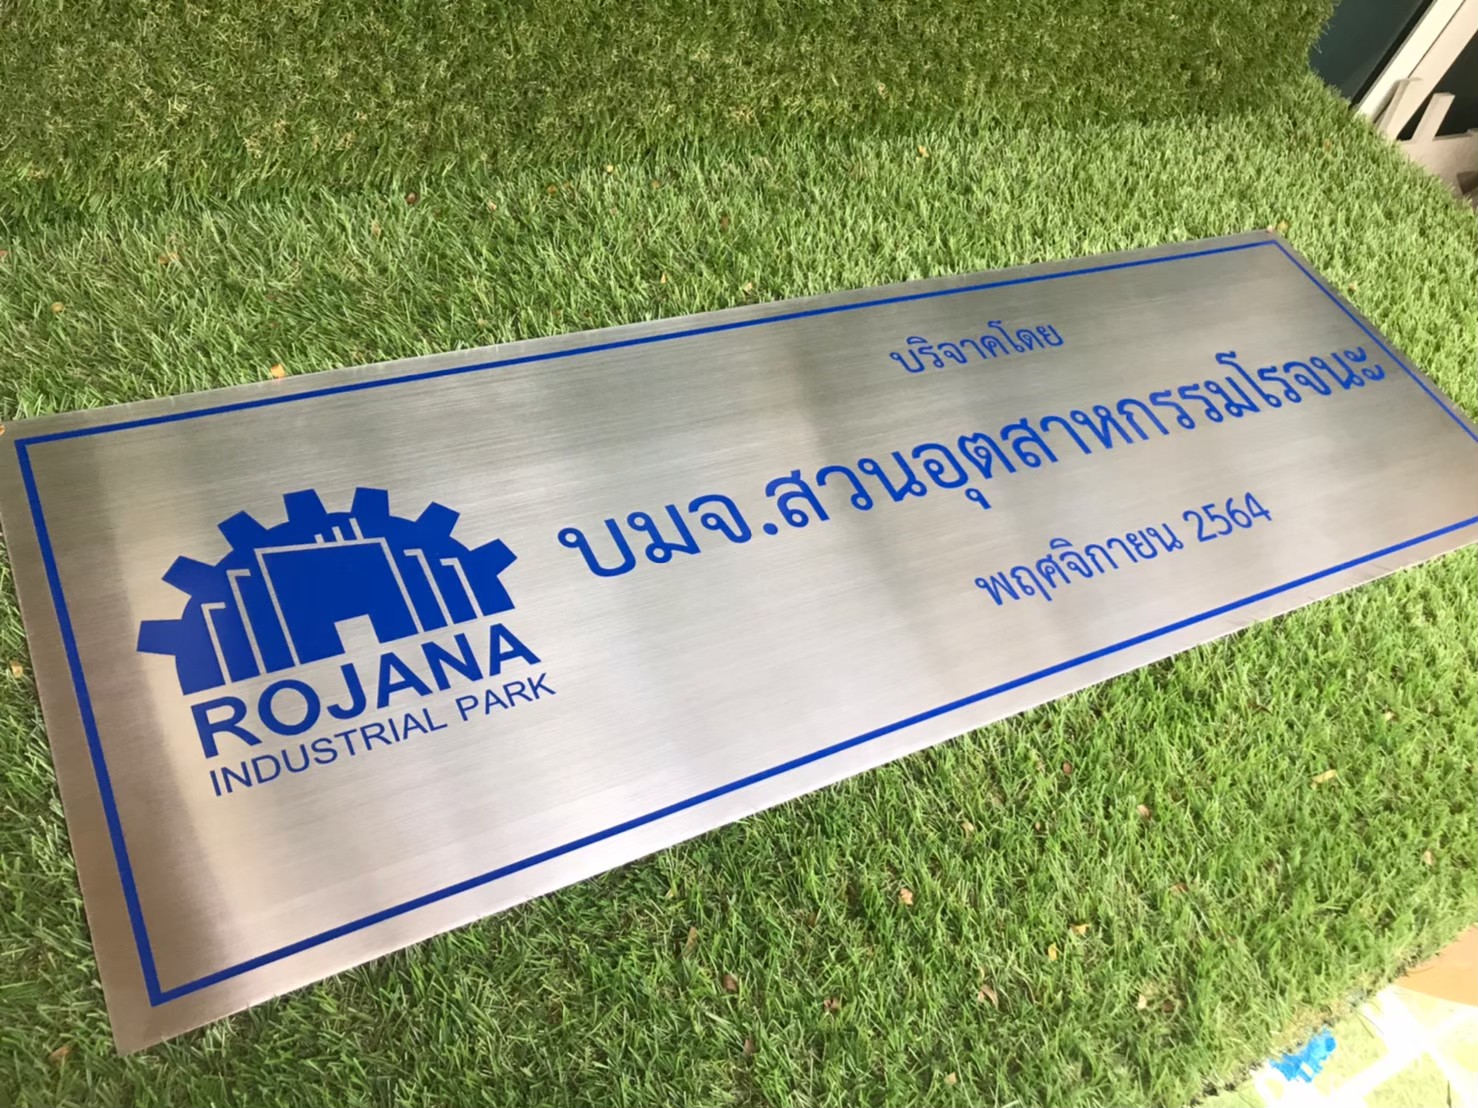 บริจาคโดย
บมจ.สวนอุตสาหกรรมโรจนะ
พฤศจิกายน 2564
ROJANA
INDUSTRIAL PARK